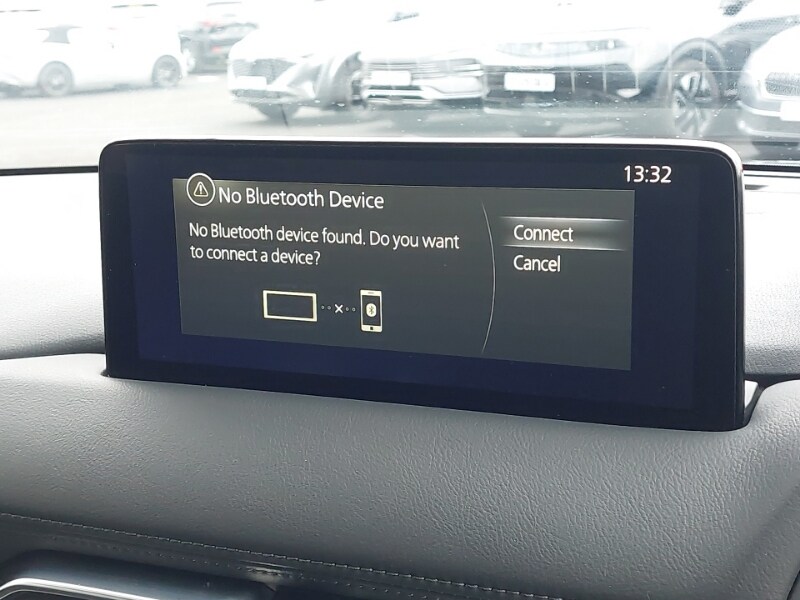 13:32
No Bluetooth Device
No Bluetooth device found. Do you want
to connect a device?
Connect
Cancel